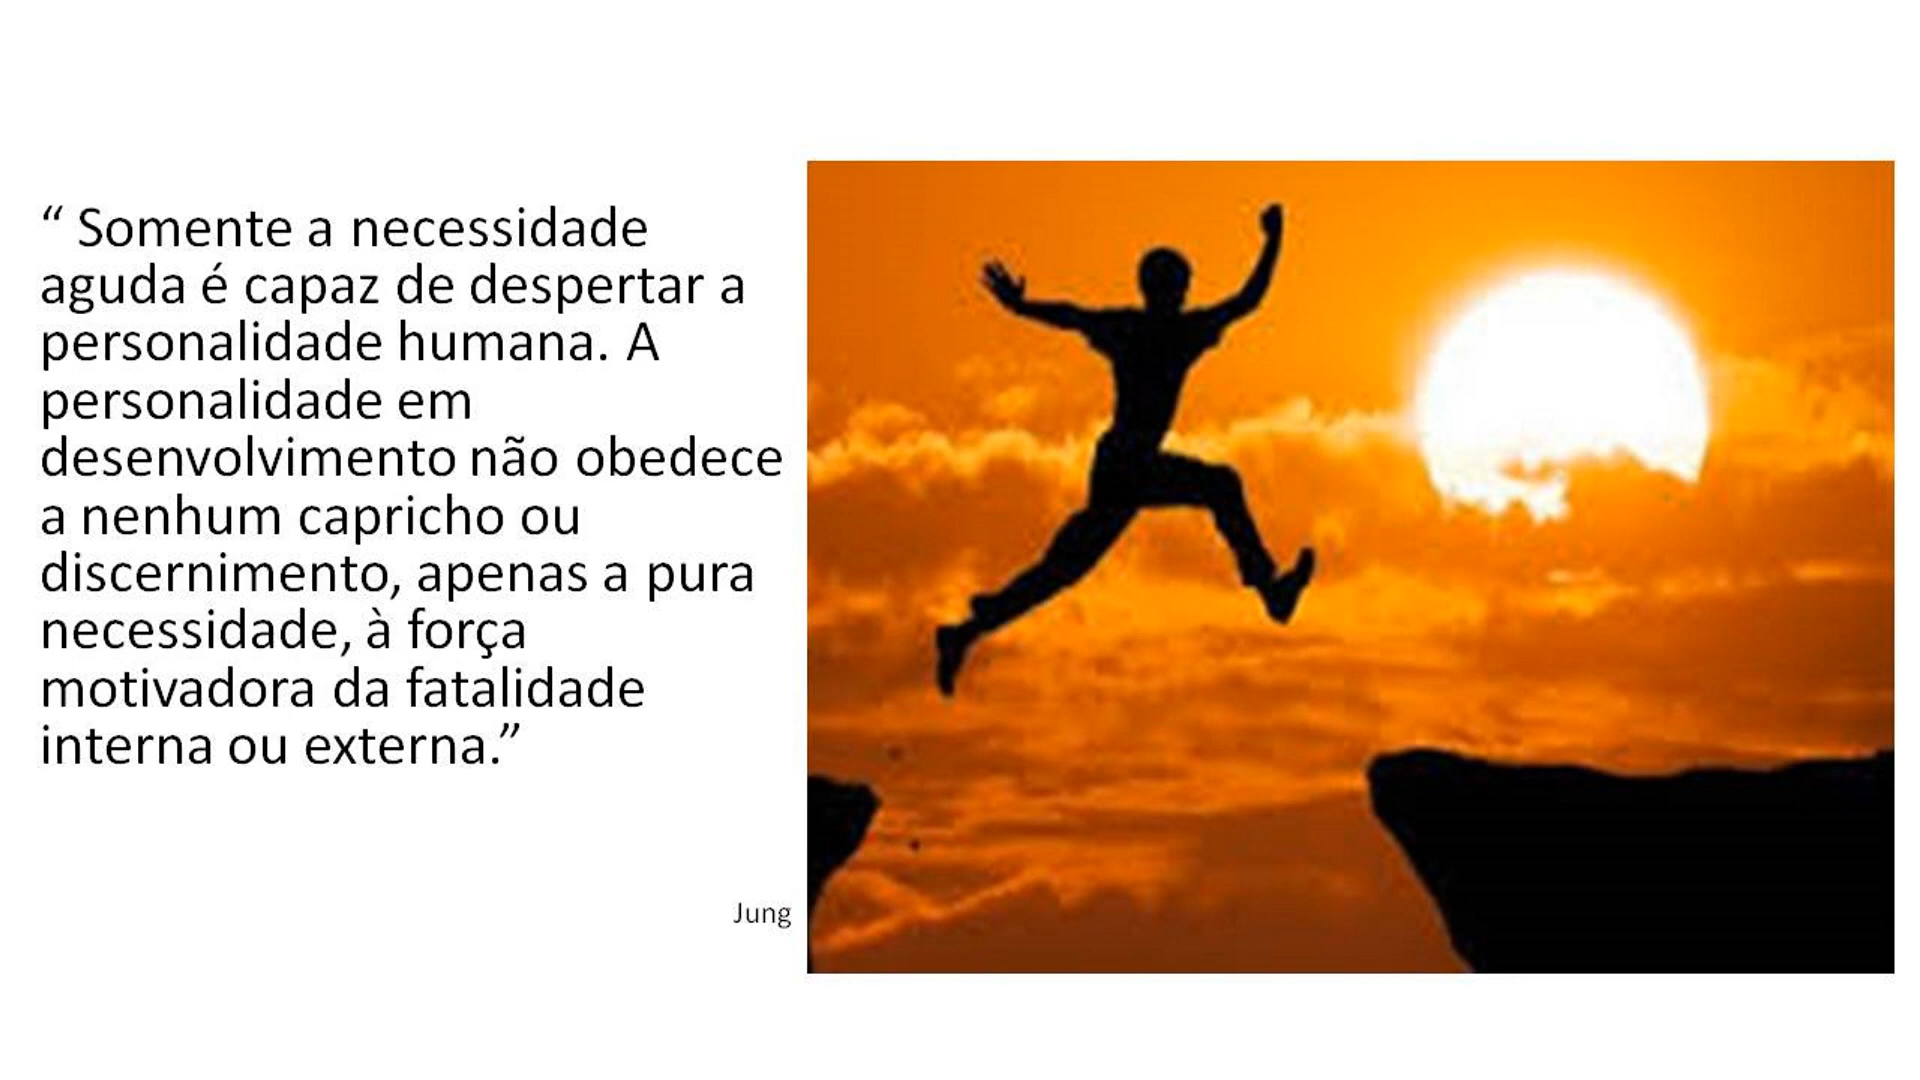 “ Somente a necessidade
aguda é capaz de despertar a
personalidade humana. A
personalidade em
desenvolvimento não obedece
a nenhum capricho ou
discernimento, apenas a pura
necessidade, à força
motivadora da fatalidade
interna ou externa.”
Jung